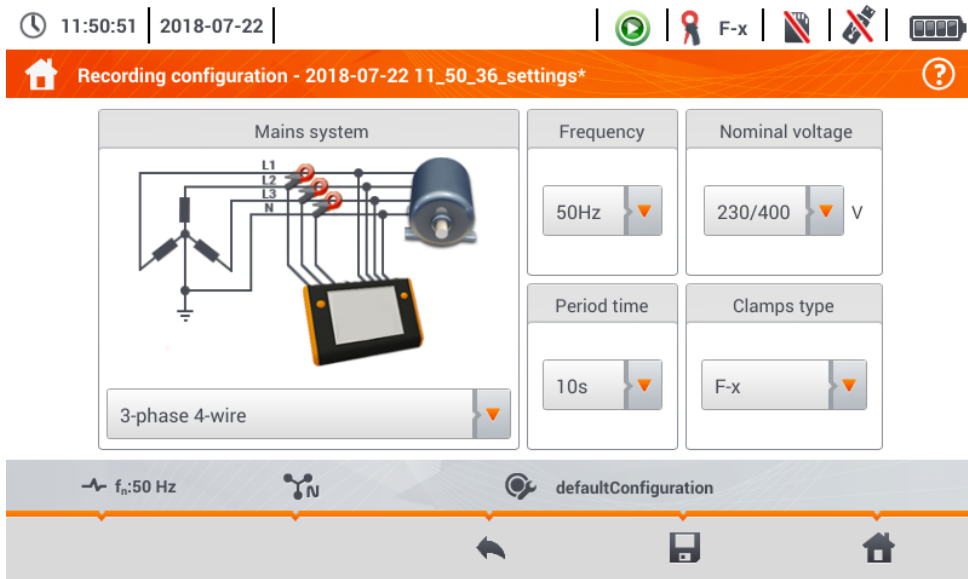 11:50:51 2018-07-22 F-x
Recording configuration - 2018-07-22 11_50_36_settings* ?
Mains system
L1
L2
L3
N
3-phase 4-wire
Frequency
50Hz
Nominal voltage
230/400 V
Period time
10s
Clamps type
F-x
fn:50 Hz N defaultConfiguration